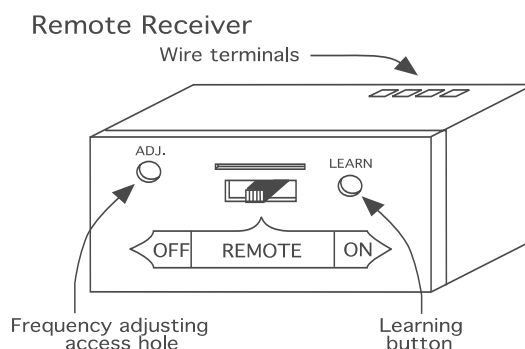 Remote Receiver
Wire terminals
ADJ.
LEARN
OFF REMOTE ON
Frequency adjusting
access hole
Learning
button